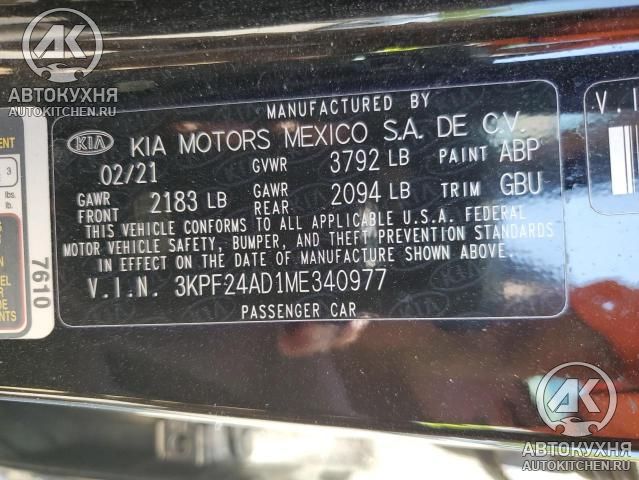 АВТОКУХНЯ
AUTOKITCHEN.RU
MANUFACTURED BY
KIA KIA MOTORS MEXICO S.A. DE C.V.
02/21 GVWR 3792 LB PAINT ABP
GAWR FRONT 2183 LB GAWR REAR 2094 LB TRIM GBU
THIS VEHICLE CONFORMS TO ALL APPLICABLE U.S.A. FEDERAL
MOTOR VEHICLE SAFETY, BUMPER, AND THEFT PREVENTION STANDARDS
IN EFFECT ON THE DATE OF MANUFACTURE SHOWN ABOVE.
V.I.N. 3KPF24AD1ME340977
PASSENGER CAR
7610
3
lbs.
lb.
V.I
АВТОКУХНЯ
AUTOKITCHEN.RU